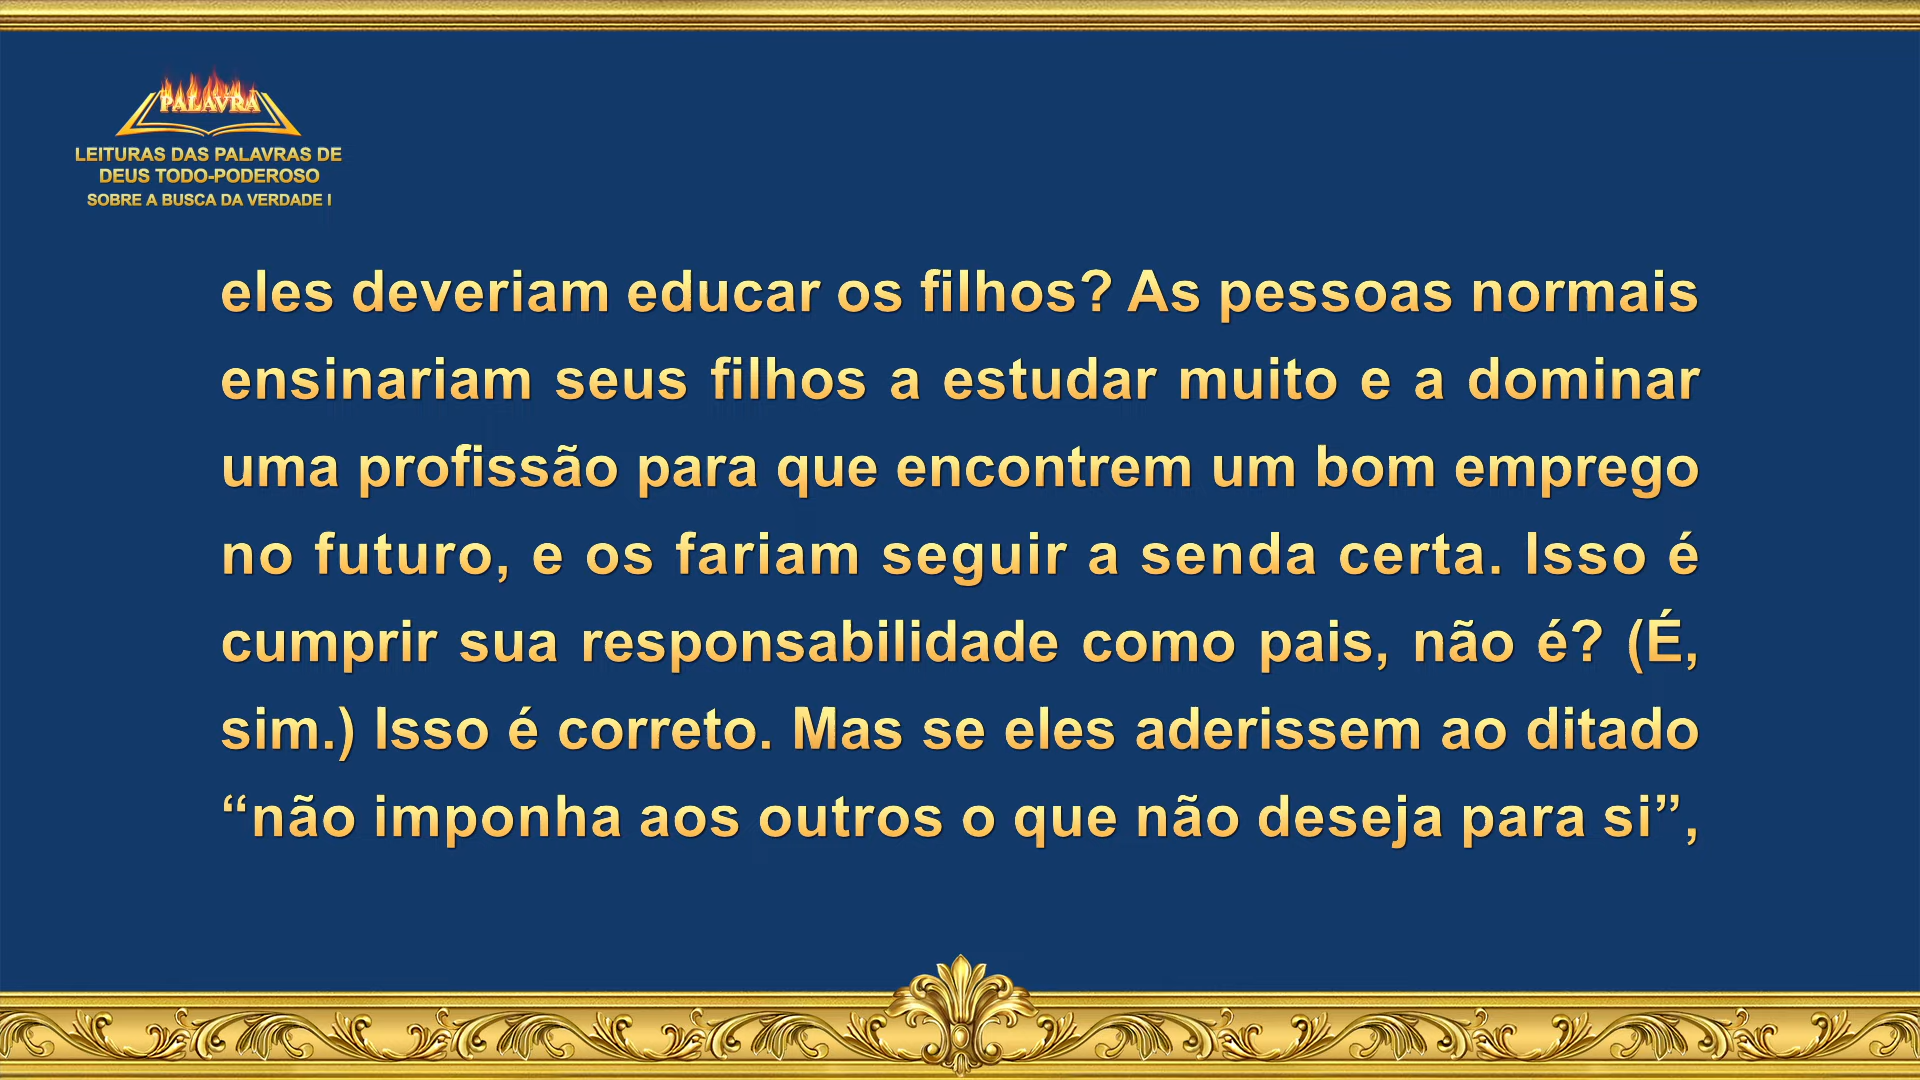 PALAVRA
LEITURAS DAS PALAVRAS DE
DEUS TODO-PODEROSO
SOBRE A BUSCA DA VERDADE I
eles deveriam educar os filhos? As pessoas normais
ensinariam seus filhos a estudar muito e a dominar
uma profissão para que encontrem um bom emprego
no futuro, e os fariam seguir a senda certa. Isso é
cumprir sua responsabilidade como pais, não é? (É,
sim.) Isso é correto. Mas se eles aderissem ao ditado
“não imponha aos outros o que não deseja para si”,